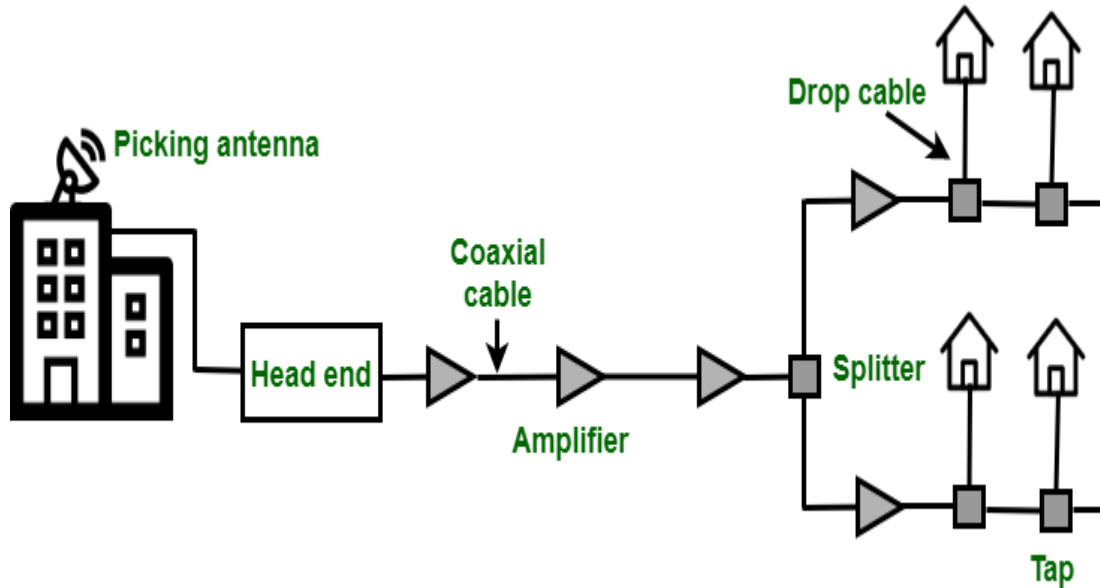 Drop cable
Picking antenna
Coaxial
cable
Head end
Splitter
Amplifier
Tap